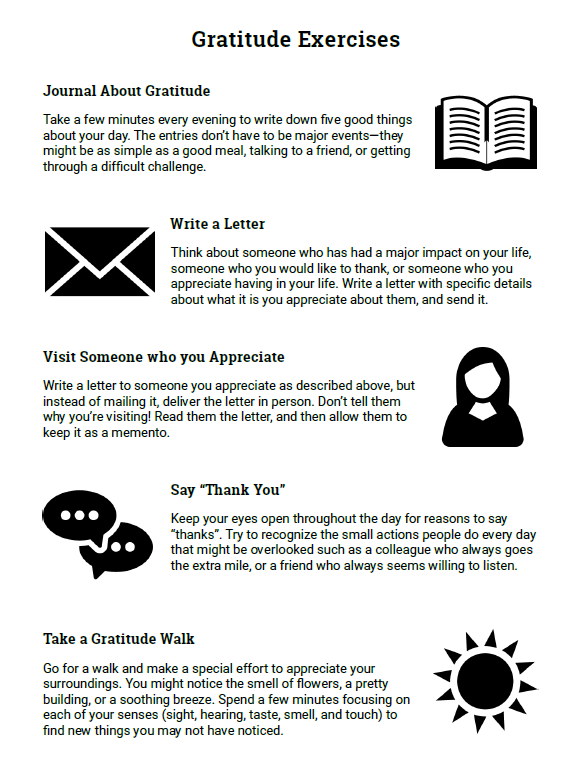 Gratitude Exercises
Journal About Gratitude
Take a few minutes every evening to write down five good things
about your day. The entries don’t have to be major events—they
might be as simple as a good meal, talking to a friend, or getting
through a difficult challenge.
Write a Letter
Think about someone who has had a major impact on your life,
someone who you would like to thank, or someone who you
appreciate having in your life. Write a letter with specific details
about what it is you appreciate about them, and send it.
Visit Someone who you Appreciate
Write a letter to someone you appreciate as described above, but
instead of mailing it, deliver the letter in person. Don’t tell them
why you’re visiting! Read them the letter, and then allow them to
keep it as a memento.
Say “Thank You”
Keep your eyes open throughout the day for reasons to say
“thanks”. Try to recognize the small actions people do every day
that might be overlooked such as a colleague who always goes
the extra mile, or a friend who always seems willing to listen.
Take a Gratitude Walk
Go for a walk and make a special effort to appreciate your
surroundings. You might notice the smell of flowers, a pretty
building, or a soothing breeze. Spend a few minutes focusing on
each of your senses (sight, hearing, taste, smell, and touch) to
find new things you may not have noticed.